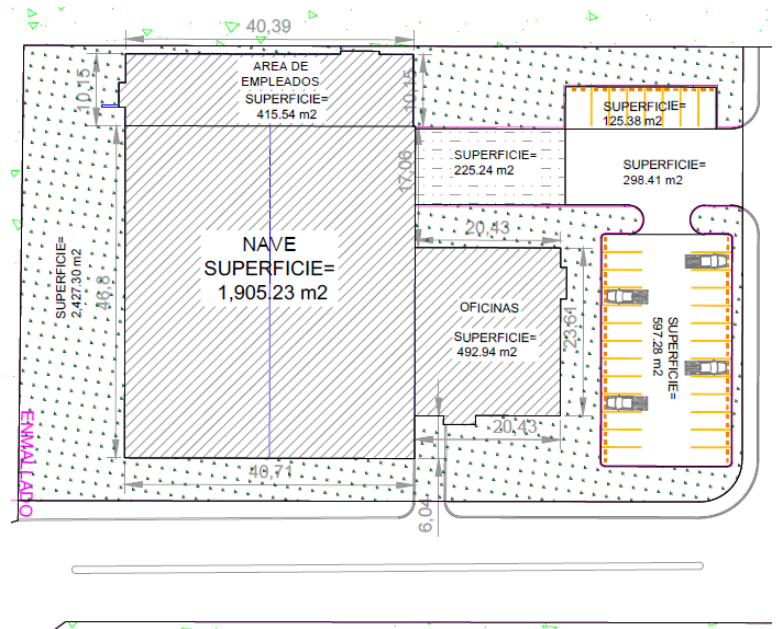 40,39
AREA DE
EMPLEADOS
SUPERFICIE=
415.54 m2
10,15
10,15
SUPERFICIE=
125.38 m2
SUPERFICIE=
225.24 m2
17,06
SUPERFICIE=
298.41 m2
20,43
NAVE
SUPERFICIE=
1,905.23 m2
SUPERFICIE=
2,427.30 m2
46,8
OFICINAS
SUPERFICIE=
492.94 m2
23,61
SUPERFICIE=
597.28 m2
20,43
40,71
6,04
ENMALLADO